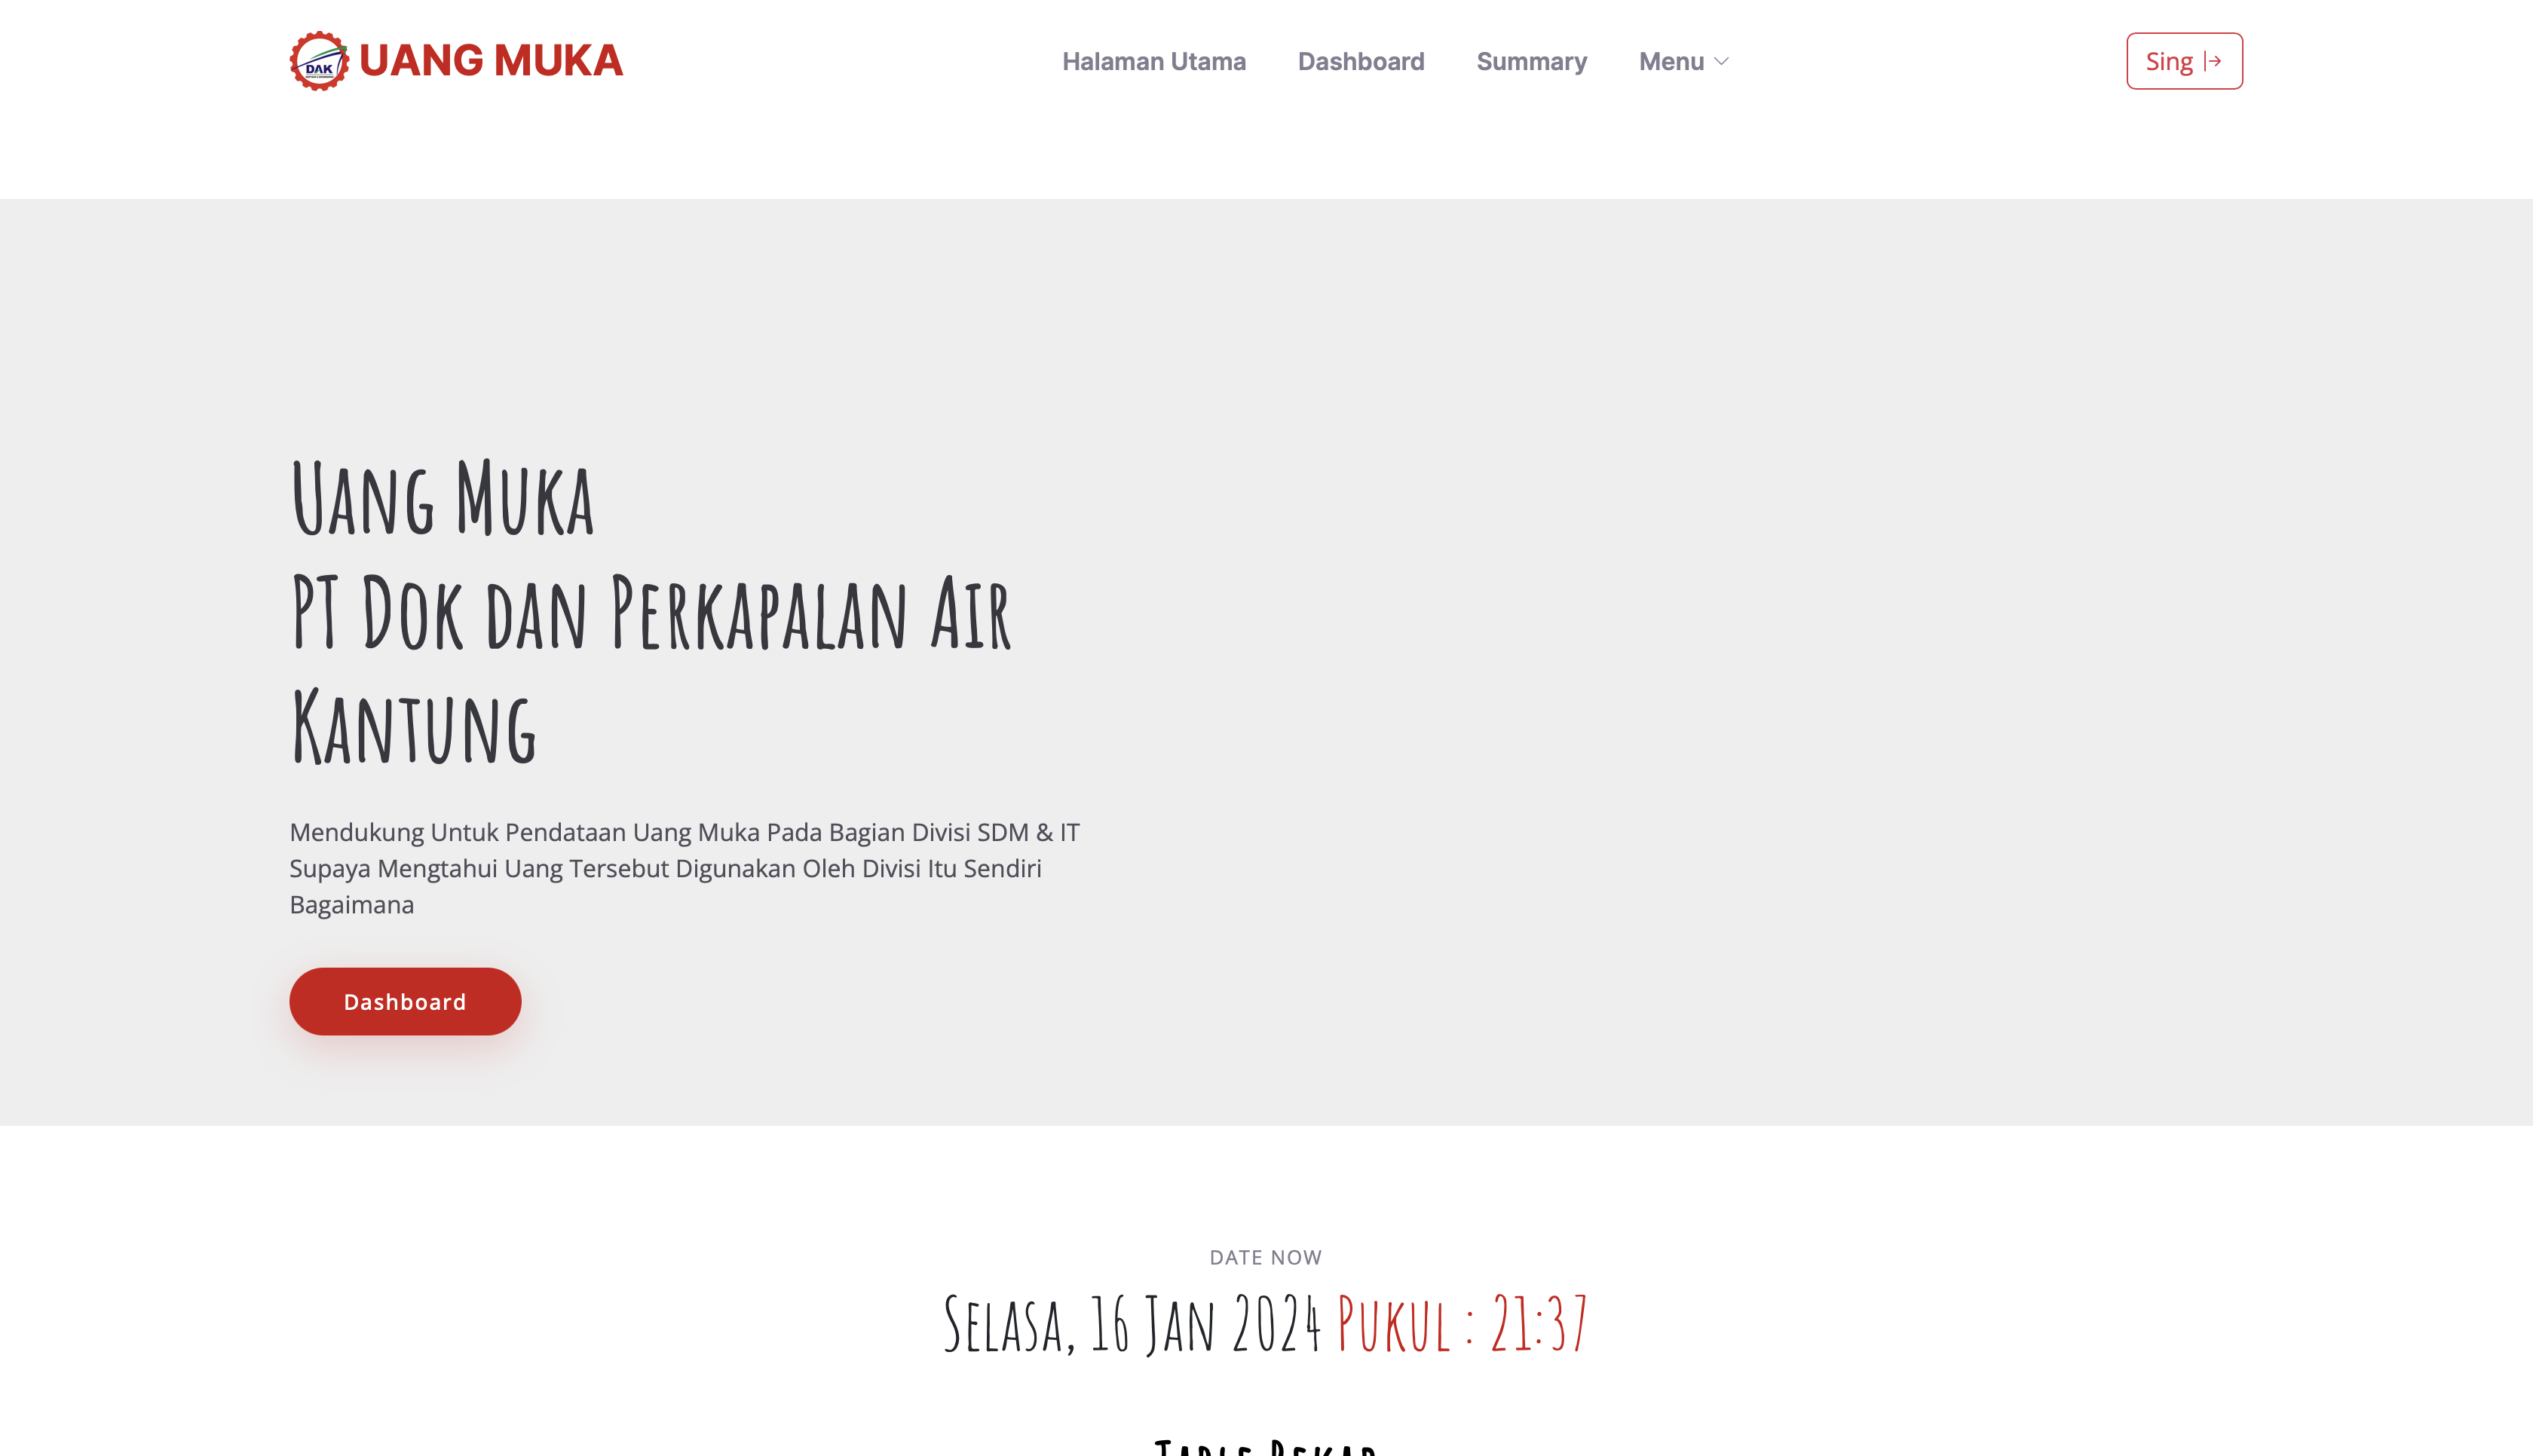 DAK
UANG MUKA
Halaman Utama
Dashboard
Summary
Menu
Sing
Uang Muka
PT Dok dan Perkapalan Air
Kantung
Mendukung Untuk Pendataan Uang Muka Pada Bagian Divisi SDM & IT
Supaya Mengtahui Uang Tersebut Digunakan Oleh Divisi Itu Sendiri
Bagaimana
Dashboard
DATE NOW
Selasa, 16 Jan 2024 Pukul : 21:37